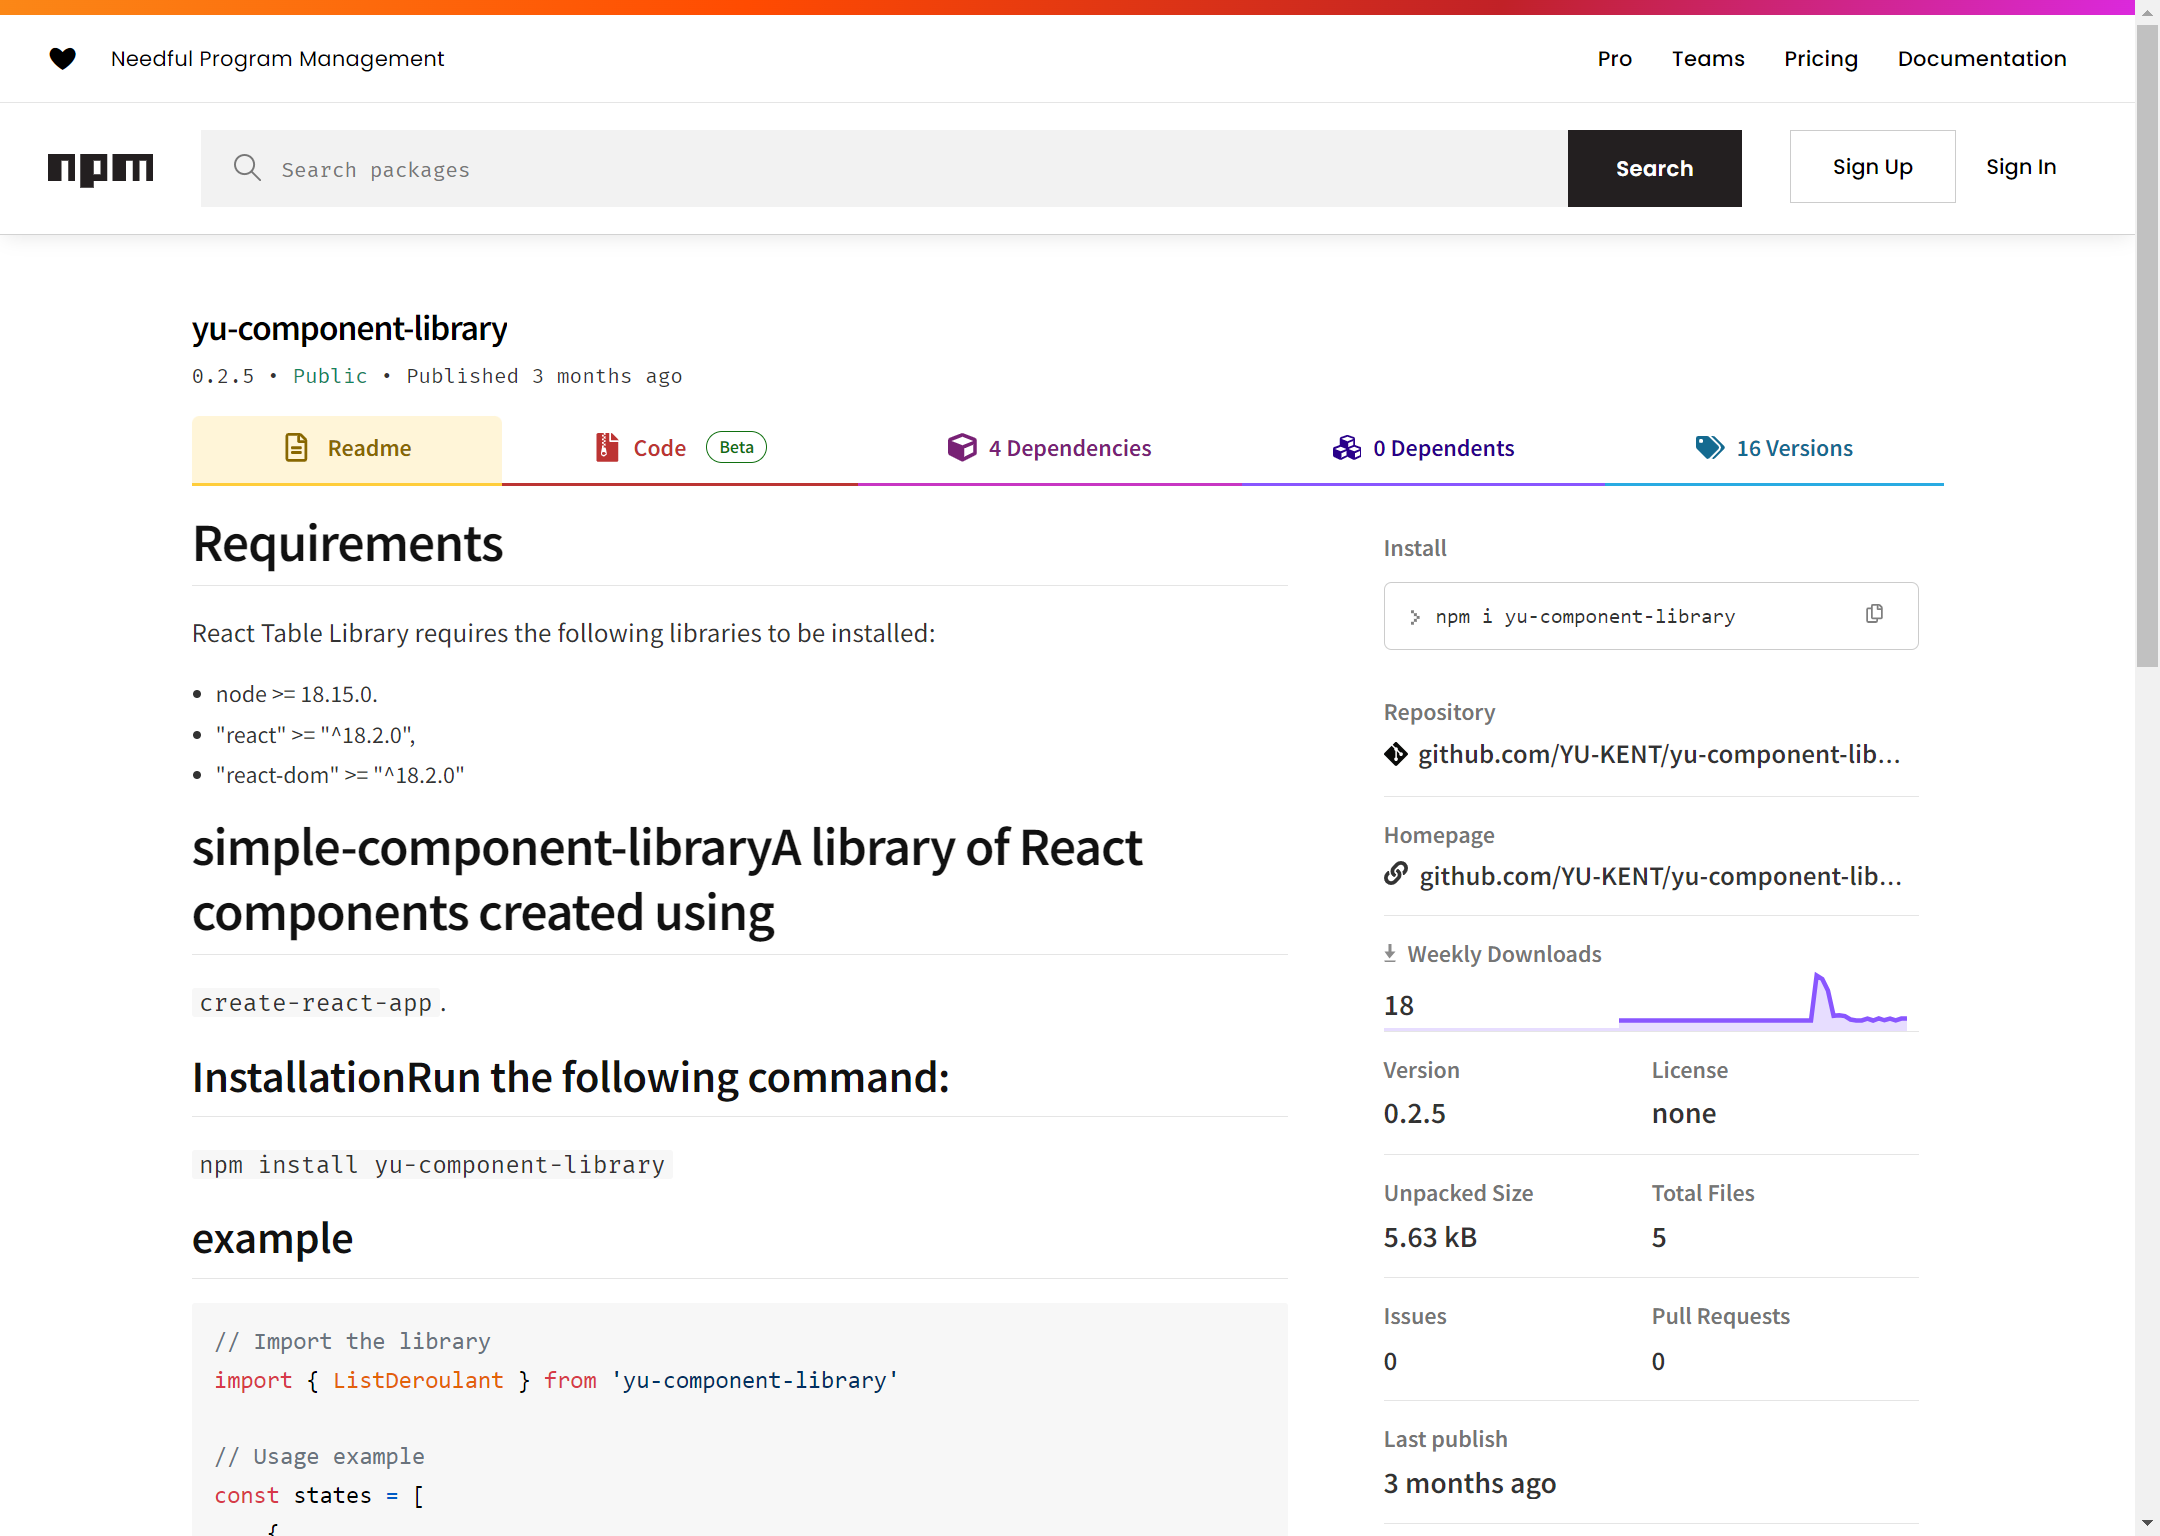 Needful Program Management
Pro
Teams
Pricing
Documentation
npm
Search packages
Search
Sign Up
Sign In
yu-component-library
0.2.5 • Public • Published 3 months ago
Readme
Code Beta
4 Dependencies
0 Dependents
16 Versions
Requirements
React Table Library requires the following libraries to be installed:
• node >= 18.15.0.
• "react" >= "^18.2.0",
• "react-dom" >= "^18.2.0"
simple-component-libraryA library of React
components created using
create-react-app.
InstallationRun the following command:
npm install yu-component-library
example
// Import the library
import { ListDeroulant } from 'yu-component-library'
// Usage example
const states = [
{
Install
npm i yu-component-library
Repository
github.com/YU-KENT/yu-component-lib...
Homepage
github.com/YU-KENT/yu-component-lib...
Weekly Downloads
18
Version
License
0.2.5
none
Unpacked Size
Total Files
5.63 kB
5
Issues
Pull Requests
0
0
Last publish
3 months ago